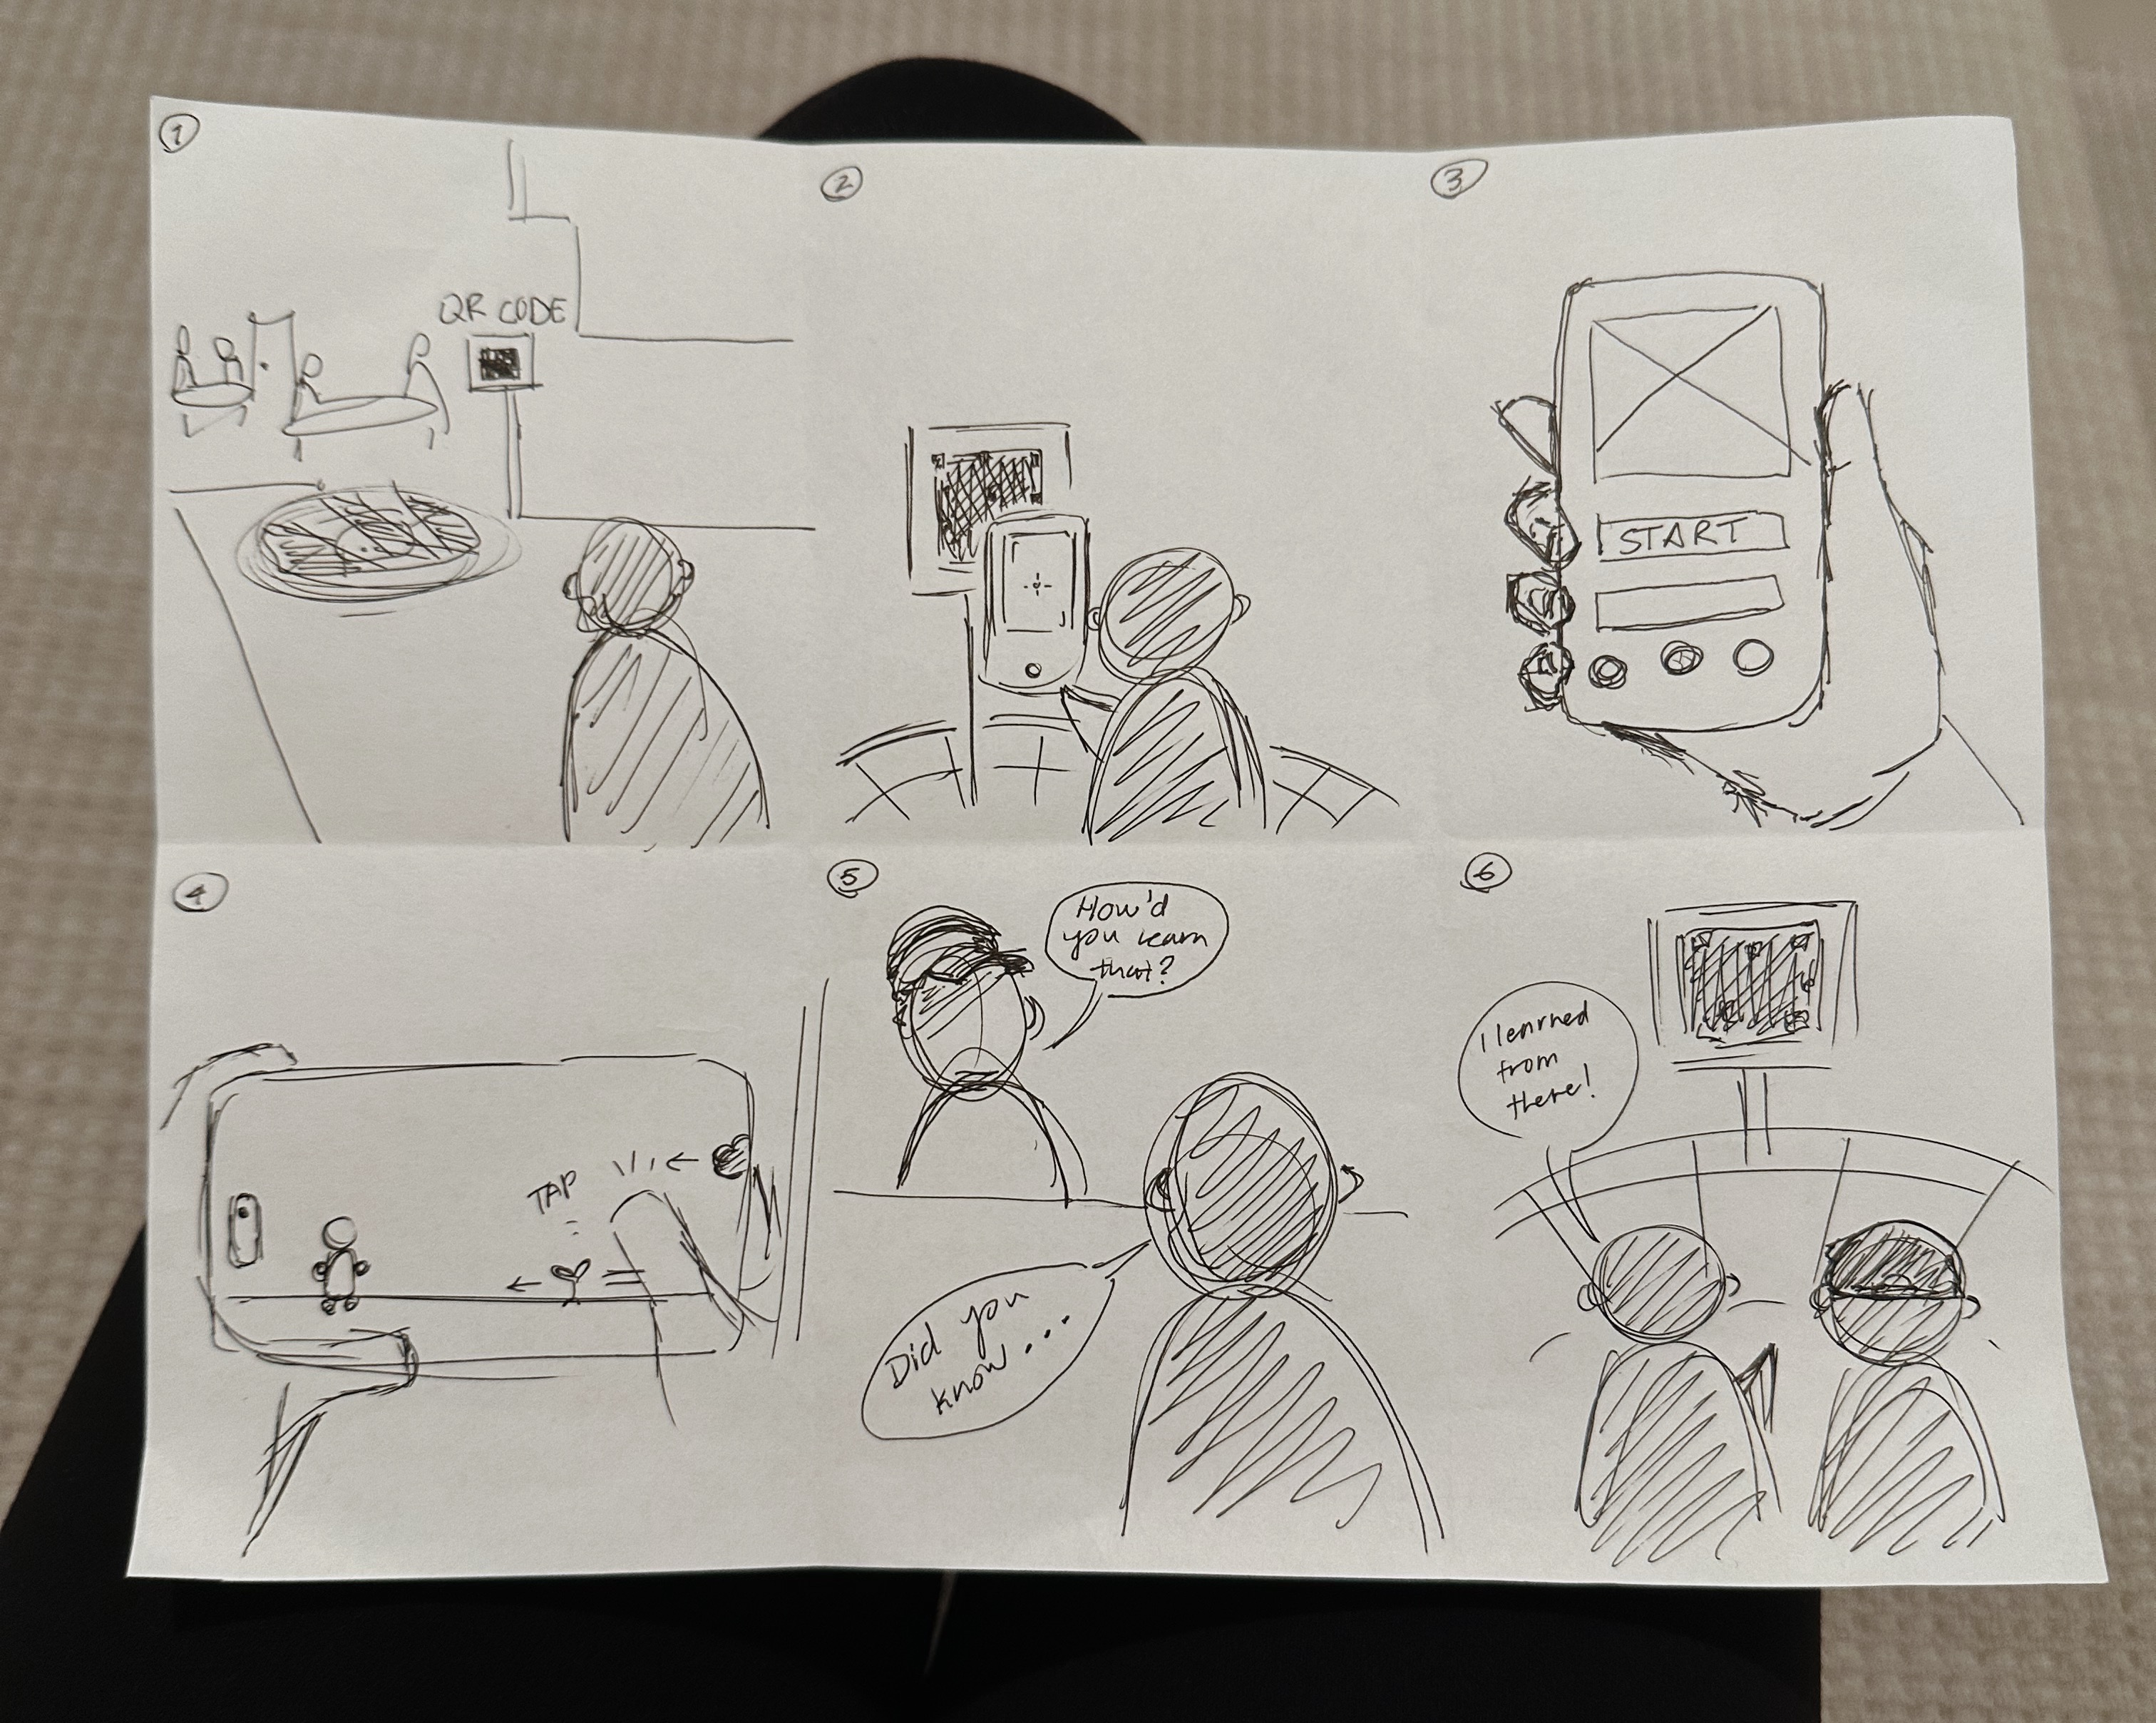 1
QR CODE
2
3
START
4
TAP
5
How'd
you learn
that?
Did you
know...
6
I learned
from
there!